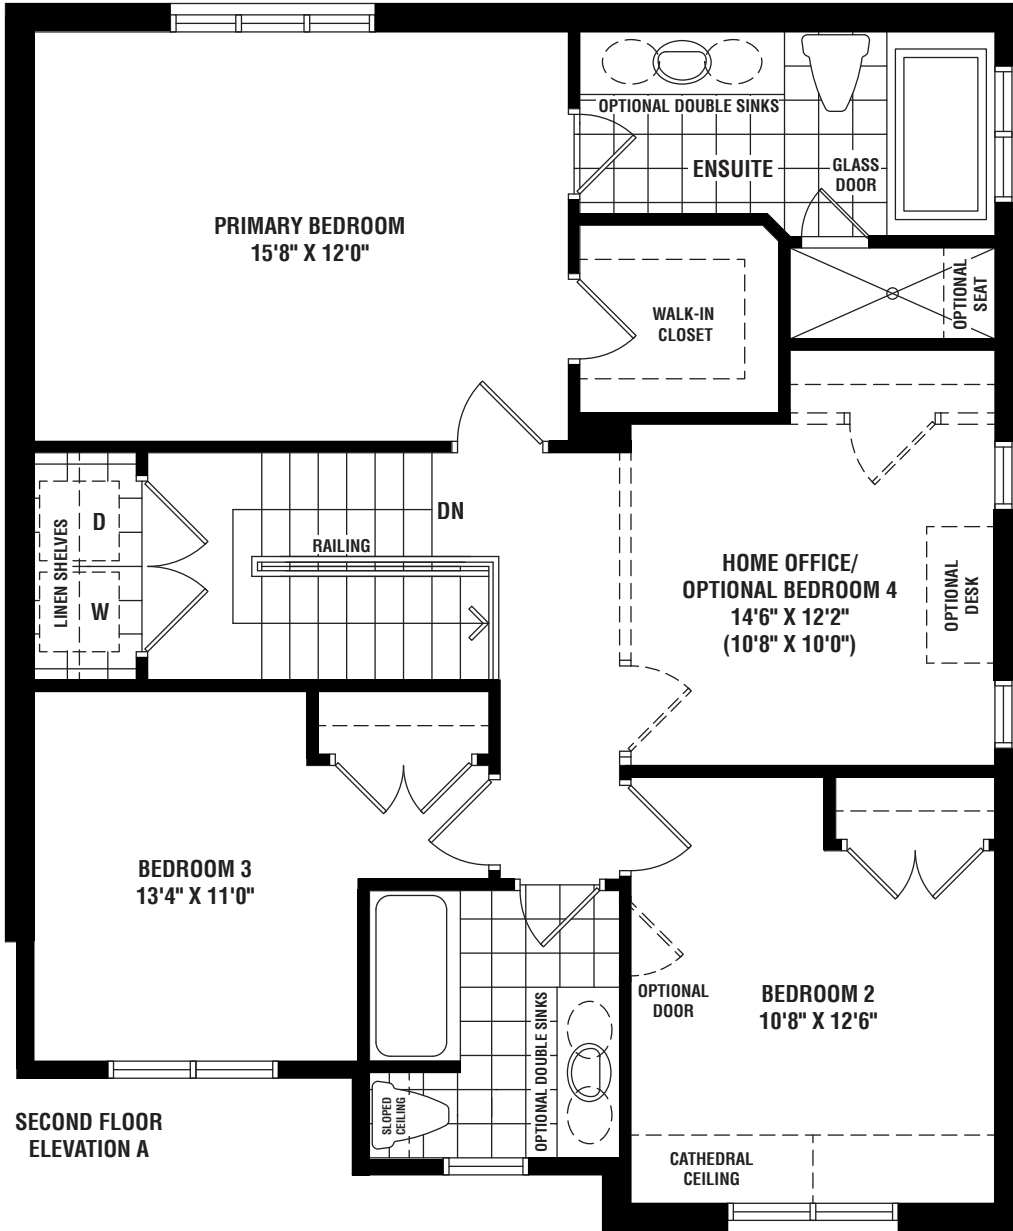 OPTIONAL DOUBLE SINKS
ENSUITE
GLASS
DOOR
PRIMARY BEDROOM
15'8" X 12'0"
WALK-IN
CLOSET
OPTIONAL
SEAT
LINEN SHELVES
D
W
DN
RAILING
HOME OFFICE/
OPTIONAL BEDROOM 4
14'6" X 12'2"
(10'8" X 10'0")
OPTIONAL
DESK
BEDROOM 3
13'4" X 11'0"
OPTIONAL
DOOR
BEDROOM 2
10'8" X 12'6"
OPTIONAL DOUBLE SINKS
SLOPED
CEILING
SECOND FLOOR
ELEVATION A
CATHEDRAL
CEILING